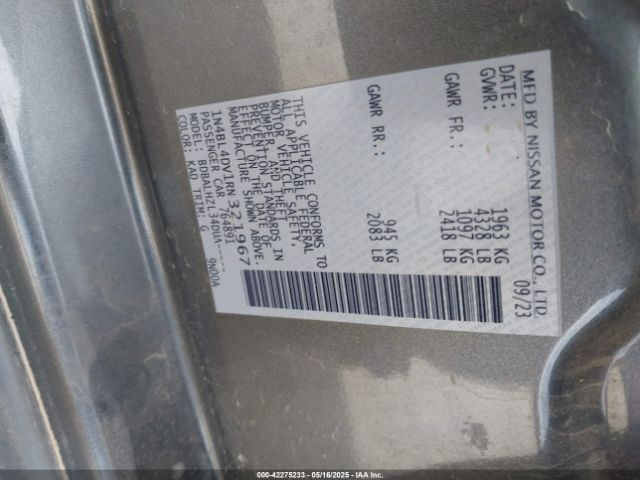 MFD BY NISSAN MOTOR CO., LTD.
DATE: 09/23
GVWR: 1963 KG
4328 LB
GAWR FR.: 1097 KG
2418 LB
GAWR RR.: 945 KG
2083 LB
THIS VEHICLE CONFORMS TO
ALL APPLICABLE FEDERAL
MOTOR VEHICLE SAFETY,
BUMPER, AND THEFT
PREVENTION STANDARDS IN
EFFECT ON THE DATE OF
MANUFACTURE SHOWN ABOVE.
1N4BL4DV1RN 321967
PASSENGER CAR 764891
MODEL: BDBALHZL34DUA----- 9N00A
COLOR: KAD TRIM: G
000-42275233 - 05/16/2025 - IAA Inc.